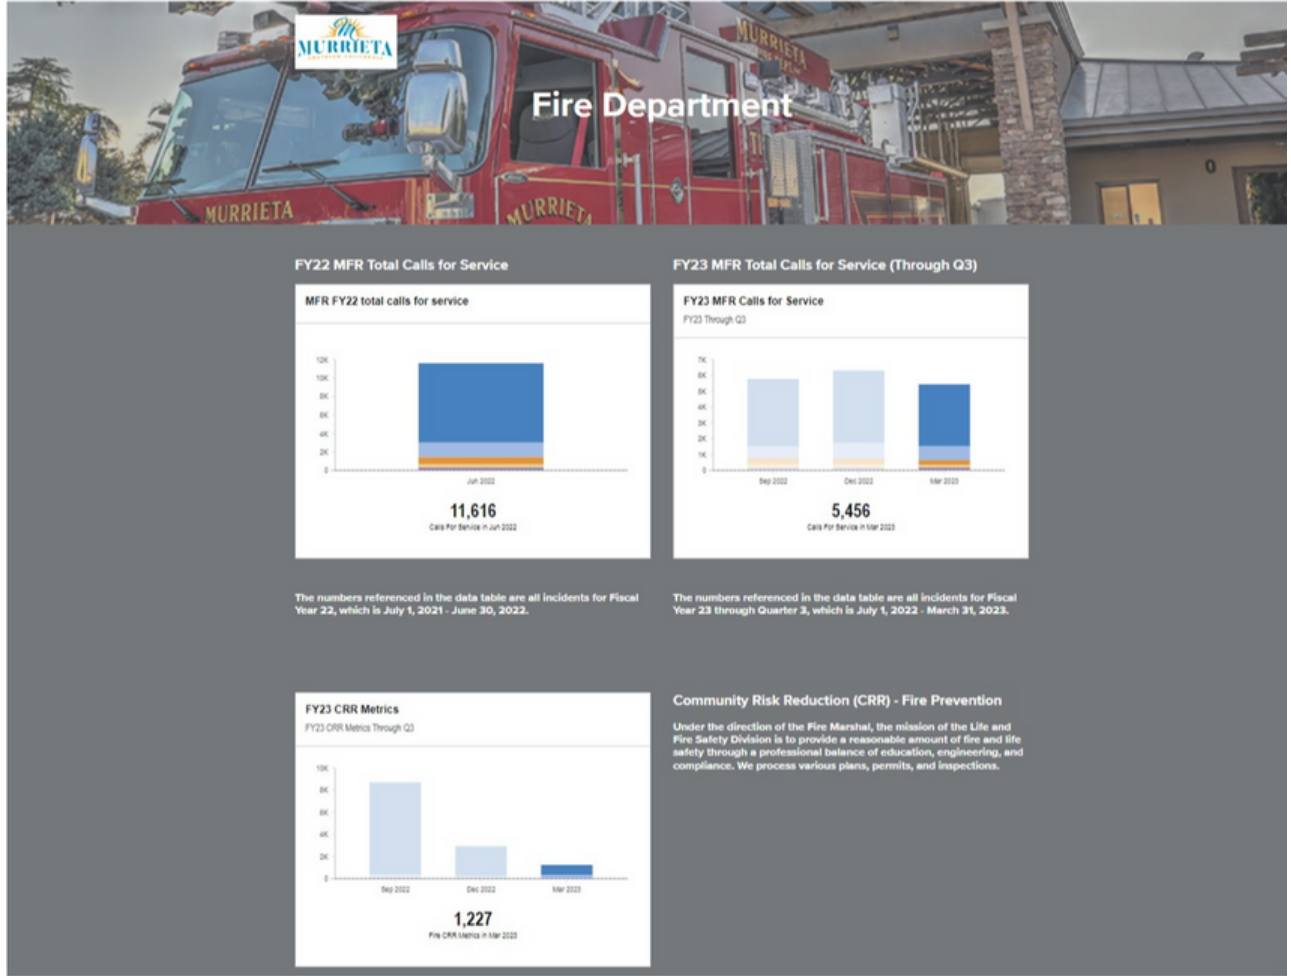 MURRIETA
MURRIETA
Fire Department
MURRIETA
MURRIETA
FY22 MFR Total Calls for Service
MFR FY22 total calls for service
12K
10K
8K
6K
4K
2K
0
Jun 2022
11,616
Calls For Service in Jun 2022
The numbers referenced in the data table are all incidents for Fiscal
Year 22, which is July 1, 2021 - June 30, 2022.
FY23 MFR Total Calls for Service (Through Q3)
FY23 MFR Calls for Service
FY23 Through Q3
7K
6K
5K
4K
3K
2K
1K
0
Sep 2022 Dec 2022 Mar 2023
5,456
Calls For Service in Mar 2023
The numbers referenced in the data table are all incidents for Fiscal
Year 23 through Quarter 3, which is July 1, 2022 - March 31, 2023.
FY23 CRR Metrics
FY23 CRR Metrics Through Q3
10K
8K
6K
4K
2K
0
Sep 2022 Dec 2022 Mar 2023
1,227
Fire CRR Metrics in Mar 2023
Community Risk Reduction (CRR) - Fire Prevention
Under the direction of the Fire Marshal, the mission of the Life and
Fire Safety Division is to provide a reasonable amount of fire and life
safety through a professional balance of education, engineering, and
compliance. We process various plans, permits, and inspections.